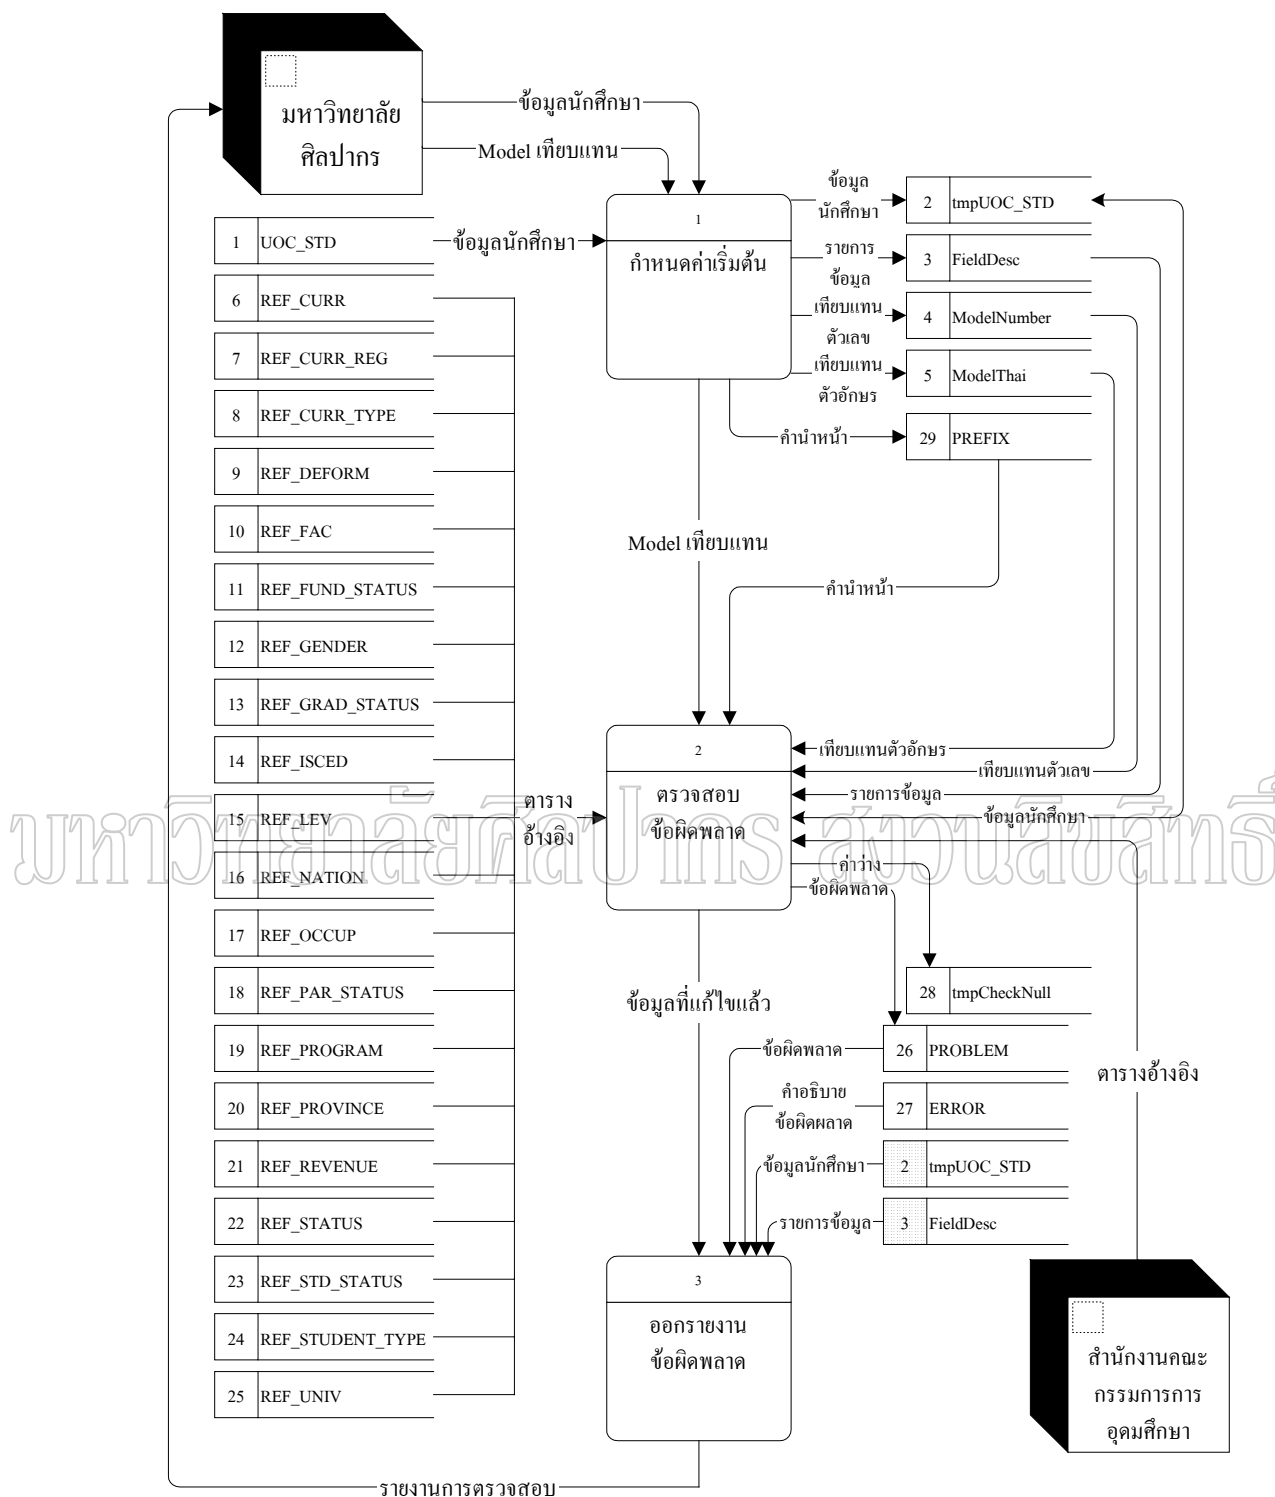 มหาวิทยาลัย
ศิลปากร
ข้อมูลนักศึกษา
Model เทียบแทน
1 UOC_STD
ข้อมูลนักศึกษา
1
กำหนดค่าเริ่มต้น
ข้อมูล
นักศึกษา
2 tmpUOC_STD
รายการ
ข้อมูล
3 FieldDesc
เทียบแทน
ตัวเลข
4 ModelNumber
เทียบแทน
ตัวอักษร
5 ModelThai
คำนำหน้า
29 PREFIX
6 REF_CURR
7 REF_CURR_REG
8 REF_CURR_TYPE
9 REF_DEFORM
10 REF_FAC
11 REF_FUND_STATUS
12 REF_GENDER
13 REF_GRAD_STATUS
14 REF_ISCED
15 REF_LEV
16 REF_NATION
17 REF_OCCUP
18 REF_PAR_STATUS
19 REF_PROGRAM
20 REF_PROVINCE
21 REF_REVENUE
22 REF_STATUS
23 REF_STD_STATUS
24 REF_STUDENT_TYPE
25 REF_UNIV
ตาราง
อ้างอิง
Model เทียบแทน
คำนำหน้า
2
ตรวจสอบ
ข้อผิดพลาด
เทียบแทนตัวอักษร
เทียบแทนตัวเลข
รายการข้อมูล
ข้อมูลนักศึกษา
ค่าว่าง
ข้อผิดพลาด
มหาวิทยาลัยศิลปากร สงวนลิขสิทธิ์
28 tmpCheckNull
ข้อมูลที่แก้ไขแล้ว
ข้อผิดพลาด
26 PROBLEM
คำอธิบาย
ข้อผิดผลาด
27 ERROR
ข้อมูลนักศึกษา
2 tmpUOC_STD
รายการข้อมูล
3 FieldDesc
ตารางอ้างอิง
3
ออกรายงาน
ข้อผิดพลาด
สำนักงานคณะ
กรรมการการ
อุดมศึกษา
รายงานการตรวจสอบ